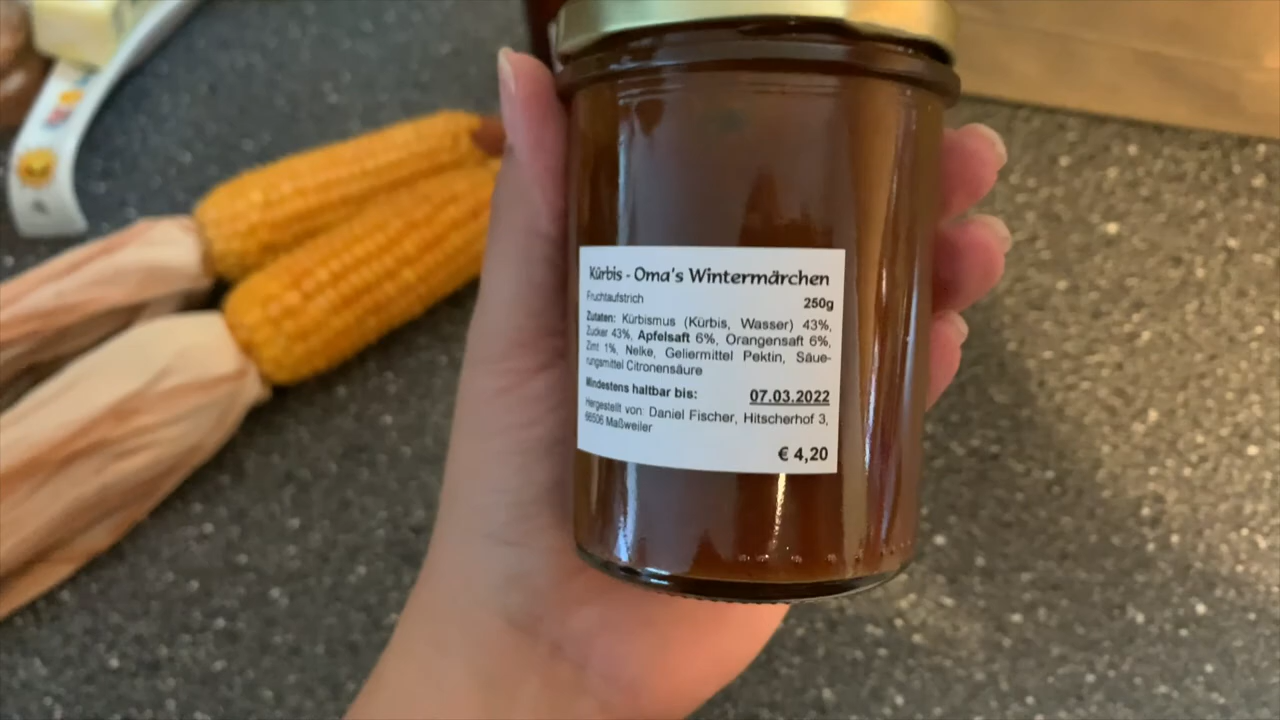 Kürbis - Oma's Wintermärchen
Fruchtaufstrich 250g
Zutaten: Kürbismus (Kürbis, Wasser) 43%,
Zucker 43%, Apfelsaft 6%, Orangensaft 6%,
Zimt 1%, Nelke, Geliermittel Pektin, Säue-
rungsmittel Citronensäure
Mindestens haltbar bis: 07.03.2022
Hergestellt von: Daniel Fischer, Hitscherhof 3,
66506 Maßweiler
€ 4,20